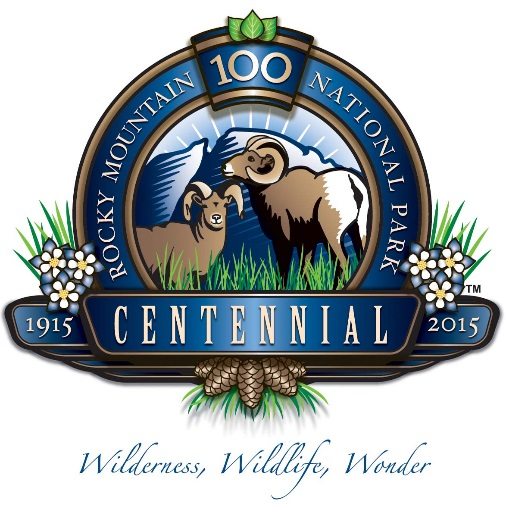 100
ROCKY MOUNTAIN NATIONAL PARK
1915 CENTENNIAL 2015
TM
Wilderness, Wildlife, Wonder